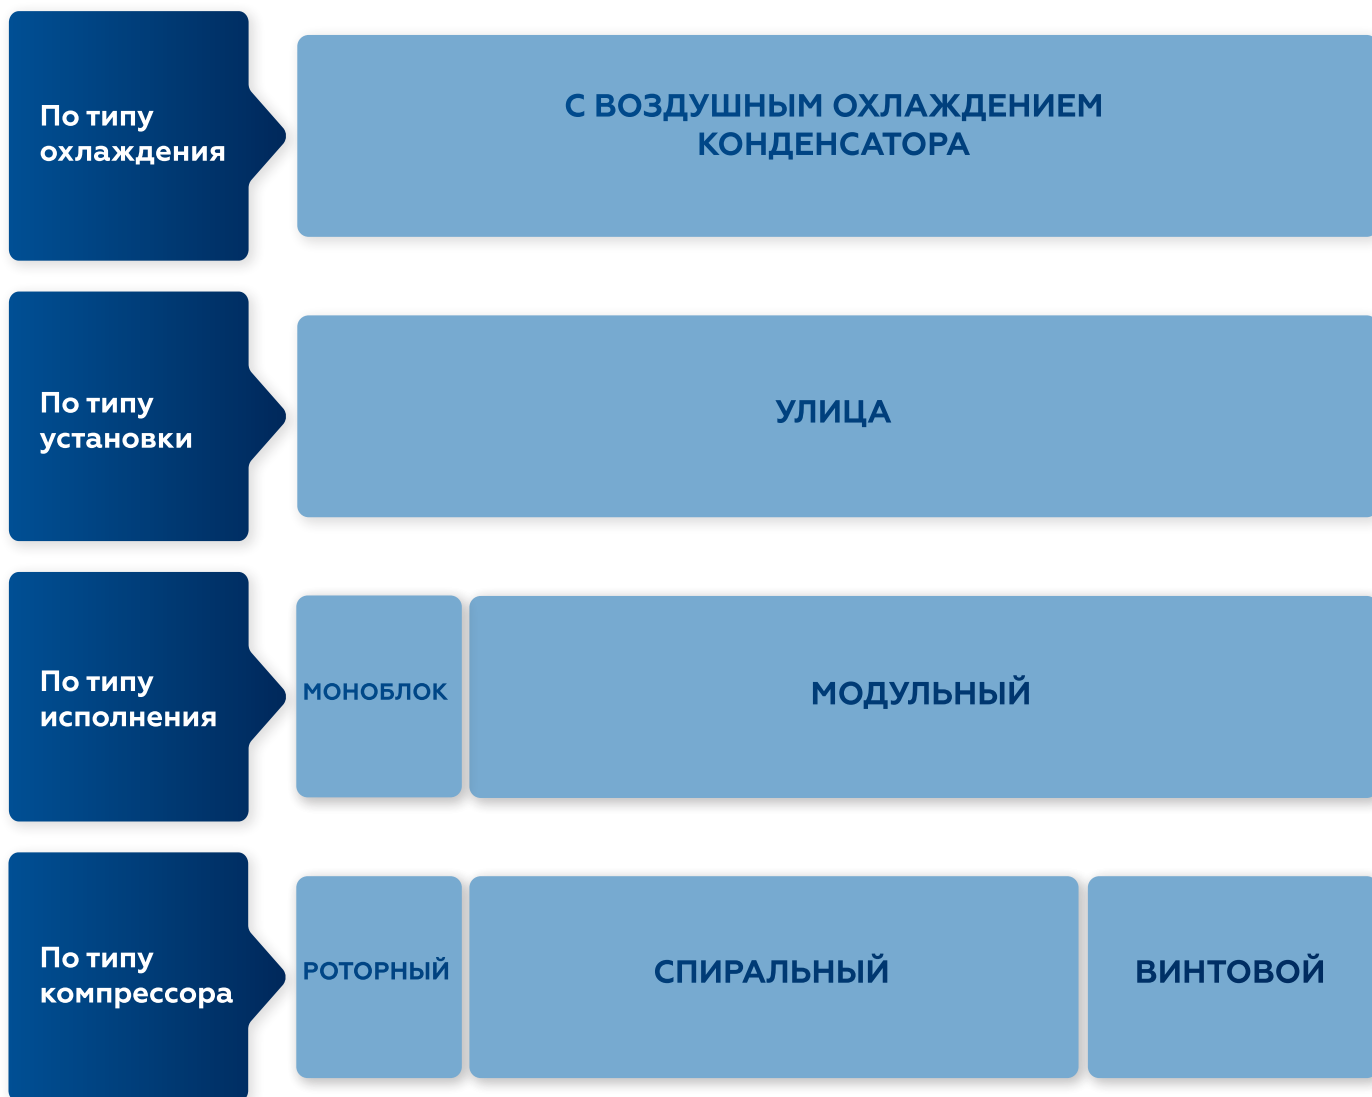 По типу
охлаждения
С ВОЗДУШНЫМ ОХЛАЖДЕНИЕМ
КОНДЕНСАТОРА
По типу
установки
УЛИЦА
По типу
исполнения
МОНОБЛОК
МОДУЛЬНЫЙ
По типу
компрессора
РОТОРНЫЙ
СПИРАЛЬНЫЙ
ВИНТОВОЙ